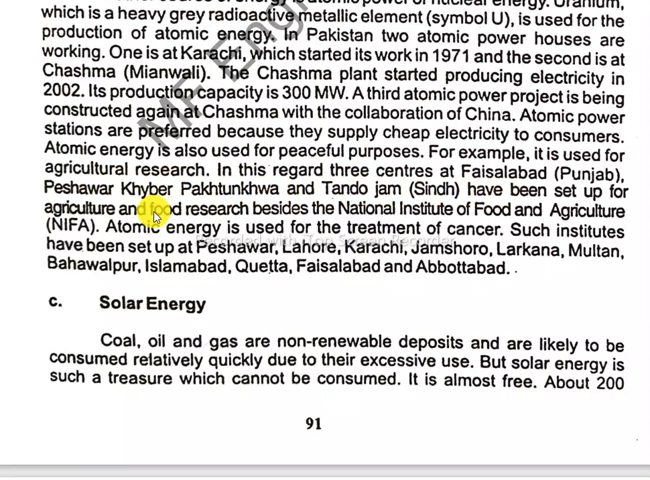 which is a heavy grey radioactive metallic element (symbol U), is used for the
production of atomic energy. In Pakistan two atomic power houses are
working. One is at Karachi, which started its work in 1971 and the second is at
Chashma (Mianwali). The Chashma plant started producing electricity in
2002. Its production capacity is 300 MW. A third atomic power project is being
constructed again at Chashma with the collaboration of China. Atomic power
stations are preferred because they supply cheap electricity to consumers.
Atomic energy is also used for peaceful purposes. For example, it is used for
agricultural research. In this regard three centres at Faisalabad (Punjab),
Peshawar Khyber Pakhtunkhwa and Tando jam (Sindh) have been set up for
agriculture and food research besides the National Institute of Food and Agriculture
(NIFA). Atomic energy is used for the treatment of cancer. Such institutes
have been set up at Peshawar, Lahore, Karachi, Jamshoro, Larkana, Multan,
Bahawalpur, Islamabad, Quetta, Faisalabad and Abbottabad. .
c. Solar Energy
Coal, oil and gas are non-renewable deposits and are likely to be
consumed relatively quickly due to their excessive use. But solar energy is
such a treasure which cannot be consumed. It is almost free. About 200
91